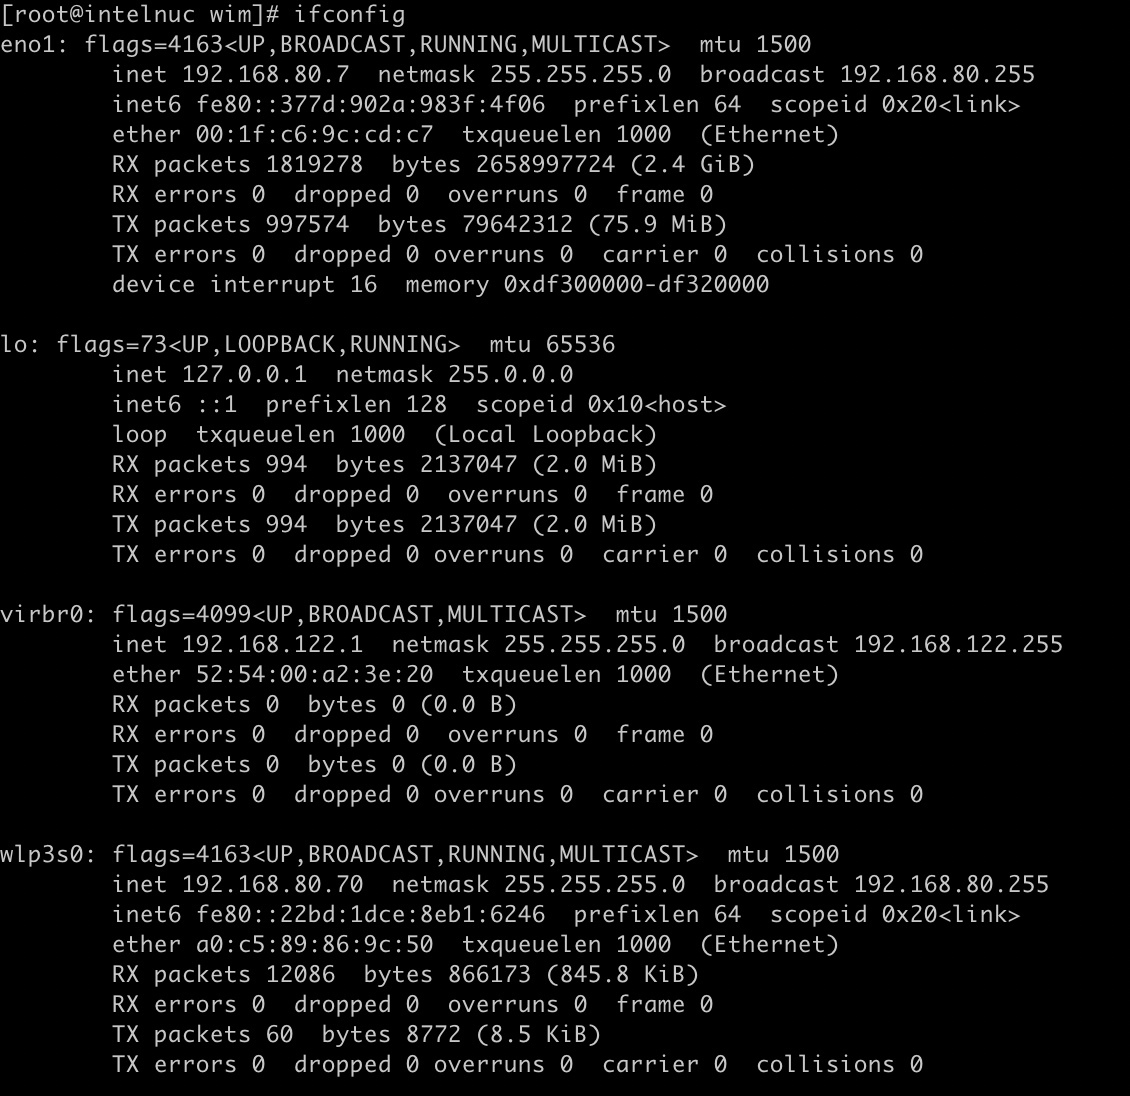 [root@intelnuc wim]# ifconfig
eno1: flags=4163<UP,BROADCAST,RUNNING,MULTICAST>  mtu 1500
        inet 192.168.80.7  netmask 255.255.255.0  broadcast 192.168.80.255
        inet6 fe80::377d:902a:983f:4f06  prefixlen 64  scopeid 0x20<link>
        ether 00:1f:c6:9c:cd:c7  txqueuelen 1000  (Ethernet)
        RX packets 1819278  bytes 2658997724 (2.4 GiB)
        RX errors 0  dropped 0  overruns 0  frame 0
        TX packets 997574  bytes 79642312 (75.9 MiB)
        TX errors 0  dropped 0 overruns 0  carrier 0  collisions 0
        device interrupt 16  memory 0xdf300000-df320000

lo: flags=73<UP,LOOPBACK,RUNNING>  mtu 65536
        inet 127.0.0.1  netmask 255.0.0.0
        inet6 ::1  prefixlen 128  scopeid 0x10<host>
        loop  txqueuelen 1000  (Local Loopback)
        RX packets 994  bytes 2137047 (2.0 MiB)
        RX errors 0  dropped 0  overruns 0  frame 0
        TX packets 994  bytes 2137047 (2.0 MiB)
        TX errors 0  dropped 0 overruns 0  carrier 0  collisions 0

virbr0: flags=4099<UP,BROADCAST,MULTICAST>  mtu 1500
        inet 192.168.122.1  netmask 255.255.255.0  broadcast 192.168.122.255
        ether 52:54:00:a2:3e:20  txqueuelen 1000  (Ethernet)
        RX packets 0  bytes 0 (0.0 B)
        RX errors 0  dropped 0  overruns 0  frame 0
        TX packets 0  bytes 0 (0.0 B)
        TX errors 0  dropped 0 overruns 0  carrier 0  collisions 0

wlp3s0: flags=4163<UP,BROADCAST,RUNNING,MULTICAST>  mtu 1500
        inet 192.168.80.70  netmask 255.255.255.0  broadcast 192.168.80.255
        inet6 fe80::22bd:1dce:8eb1:6246  prefixlen 64  scopeid 0x20<link>
        ether a0:c5:89:86:9c:50  txqueuelen 1000  (Ethernet)
        RX packets 12086  bytes 866173 (845.8 KiB)
        RX errors 0  dropped 0  overruns 0  frame 0
        TX packets 60  bytes 8772 (8.5 KiB)
        TX errors 0  dropped 0 overruns 0  carrier 0  collisions 0